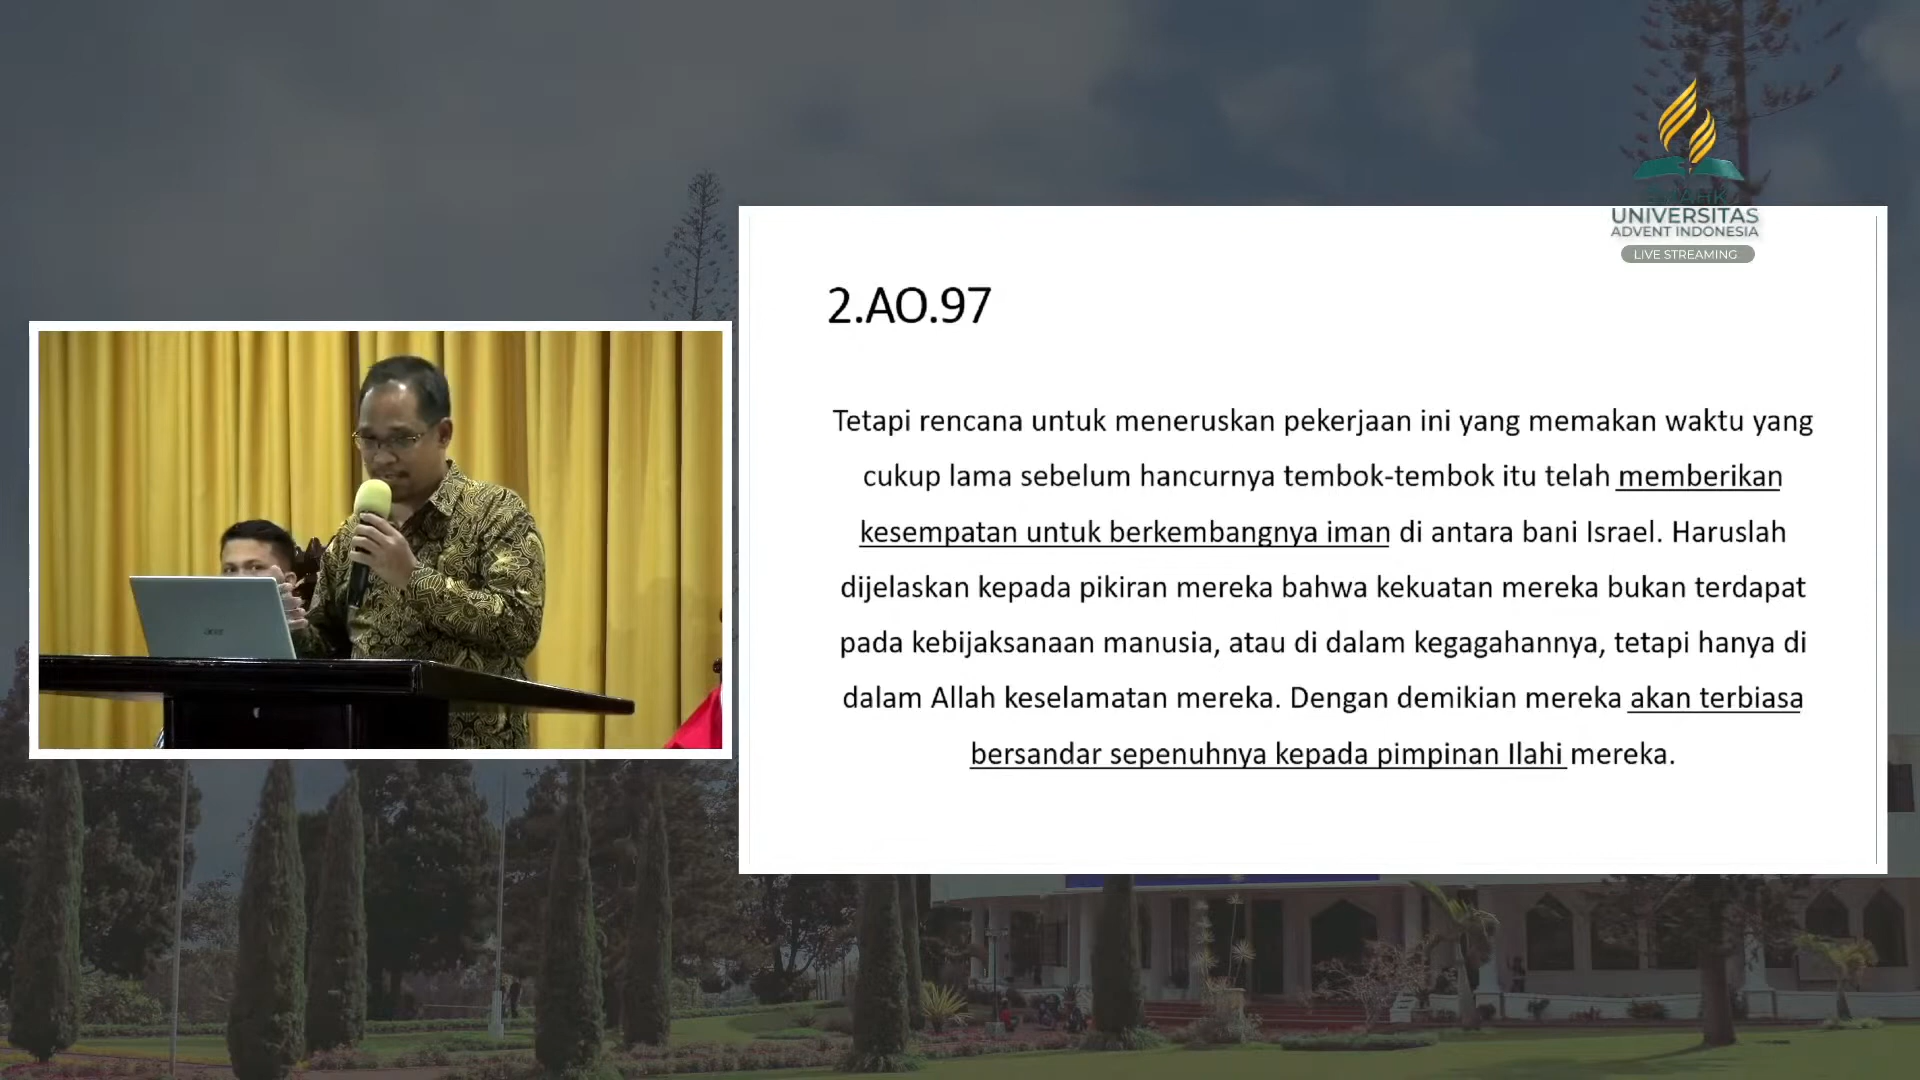 UNIVERSITAS
ADVENT INDONESIA
LIVE STREAMING
2.AO.97
Tetapi rencana untuk meneruskan pekerjaan ini yang memakan waktu yang
cukup lama sebelum hancurnya tembok-tembok itu telah memberikan
kesempatan untuk berkembangnya iman di antara bani Israel. Haruslah
dijelaskan kepada pikiran mereka bahwa kekuatan mereka bukan terdapat
pada kebijaksanaan manusia, atau di dalam kegagahannya, tetapi hanya di
dalam Allah keselamatan mereka. Dengan demikian mereka akan terbiasa
bersandar sepenuhnya kepada pimpinan Ilahi mereka.
acer